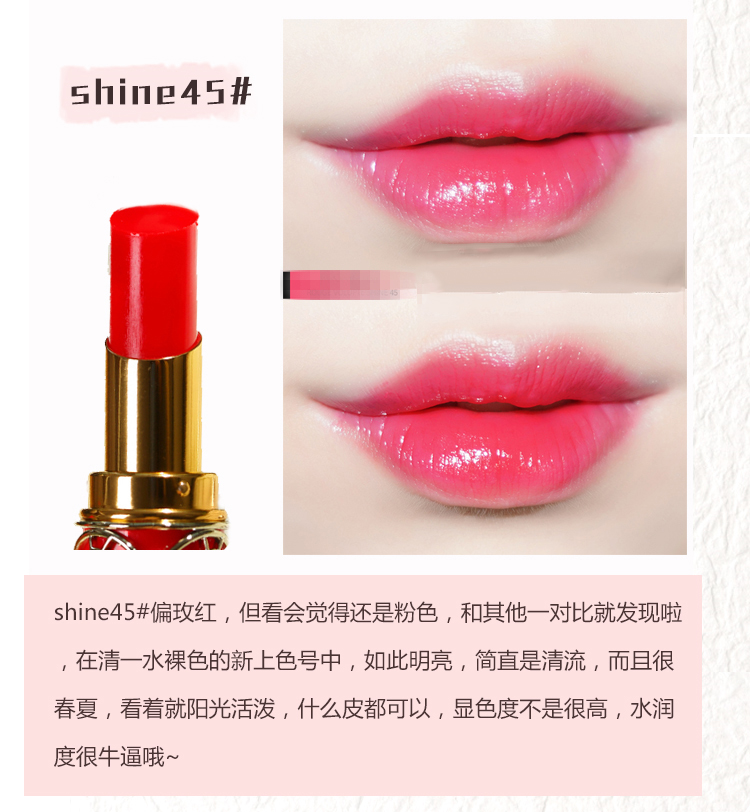 shine45#
shine45#偏玫红，但看会觉得还是粉色，和其他一对比就发现啦
，在清一水裸色的新上色号中，如此明亮，简直是清流，而且很
春夏，看着就阳光活泼，什么皮都可以，显色度不是很高，水润
度很牛逼哦~